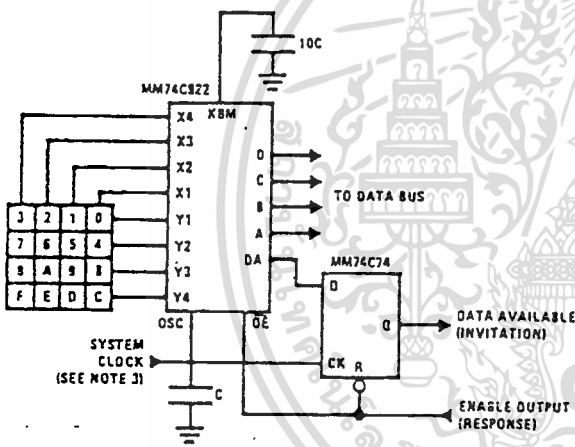 10C
MM74C922
KBM
X4
X3
X2
X1
Y1
Y2
Y3
Y4
D
C
B
A
DA
TO DATA BUS
3 2 1 0
7 6 5 4
A 9 8
F E D C
OSC
OE
MM74C74
D
Q
CK
R
DATA AVAILABLE
(INVITATION)
SYSTEM
CLOCK
(SEE NOTE 3)
C
ENABLE OUTPUT
(RESPONSE)